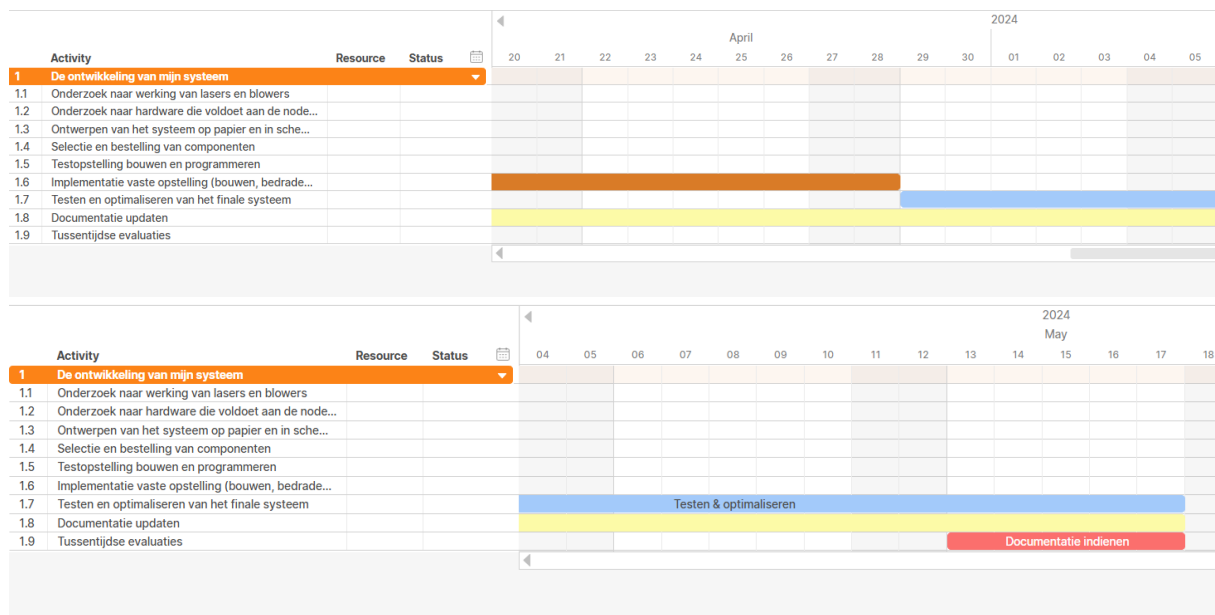 2024
April
Activity Resource Status 20 21 22 23 24 25 26 27 28 29 30 01 02 03 04 05
1 De ontwikkeling van mijn systeem
1.1 Onderzoek naar werking van lasers en blowers
1.2 Onderzoek naar hardware die voldoet aan de node...
1.3 Ontwerpen van het systeem op papier en in sche...
1.4 Selectie en bestelling van componenten
1.5 Testopstelling bouwen en programmeren
1.6 Implementatie vaste opstelling (bouwen, bedrade...
1.7 Testen en optimaliseren van het finale systeem
1.8 Documentatie updaten
1.9 Tussentijdse evaluaties
2024
May
Activity Resource Status 04 05 06 07 08 09 10 11 12 13 14 15 16 17 18
1 De ontwikkeling van mijn systeem
1.1 Onderzoek naar werking van lasers en blowers
1.2 Onderzoek naar hardware die voldoet aan de node...
1.3 Ontwerpen van het systeem op papier en in sche...
1.4 Selectie en bestelling van componenten
1.5 Testopstelling bouwen en programmeren
1.6 Implementatie vaste opstelling (bouwen, bedrade...
1.7 Testen en optimaliseren van het finale systeem Testen & optimaliseren
1.8 Documentatie updaten
1.9 Tussentijdse evaluaties Documentatie indienen